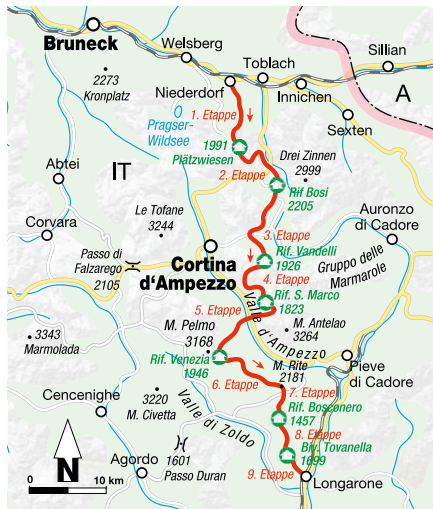 Bruneck
Welsberg
Toblach
Sillian
2273
Kronplatz
Niederdorf
Innichen
A
1. Etappe
Pragser-
Wildsee
Sexten
1991
Plätzwiesen
Drei Zinnen
2999
Abtei
IT
2. Etappe
Rif Bosi
2205
Le Tofane
3244
Corvara
Auronzo
di Cadore
3. Etappe
Rif. Vandelli
1926
Passo di
Falzarego
2105
Cortina
d'Ampezzo
4. Etappe
Gruppo delle
Marmarole
Rif. S. Marco
1823
5. Etappe
Valle d'Ampezzo
M. Antelao
3264
3343
Marmolada
M. Pelmo
3168
Rif. Venezia
1946
M. Rite
2181
Pieve
di Cadore
6. Etappe
7. Etappe
Cencenighe
3220
M. Civetta
Valle di Zoldo
Rif. Bosconero
1457
8. Etappe
Biv. Tovanella
1699
N
Agordo
1601
Passo Duran
9. Etappe
Longarone
0
10 km